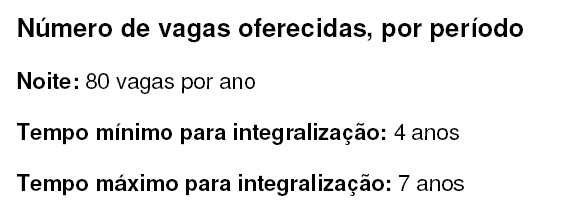 Número de vagas oferecidas, por período
Noite: 80 vagas por ano
Tempo mínimo para integralização: 4 anos
Tempo máximo para integralização: 7 anos